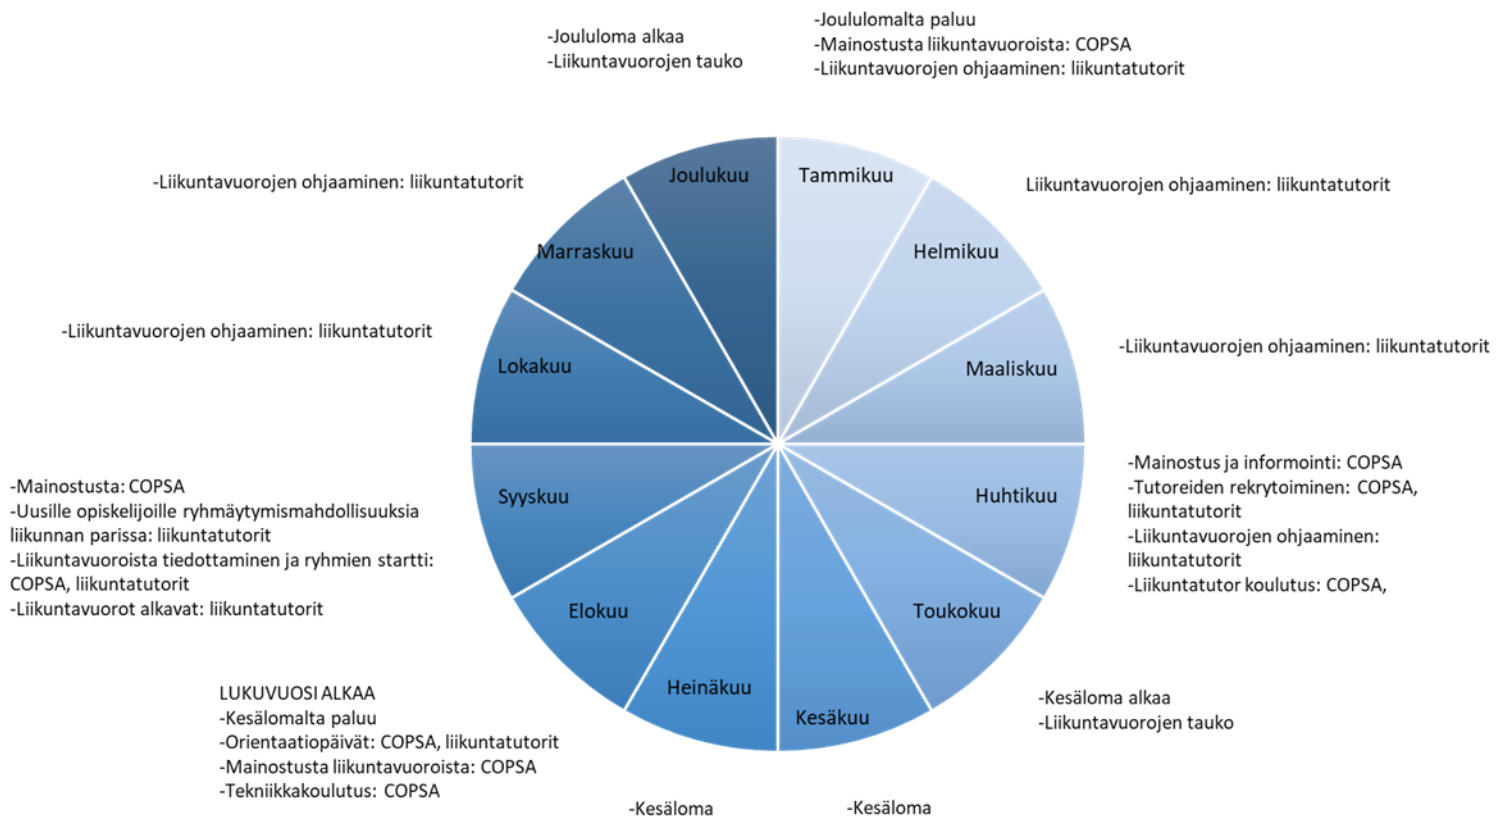 -Joululoma alkaa
-Liikuntavuorojen tauko
-Joululomalta paluu
-Mainostusta liikuntavuoroista: COPSA
-Liikuntavuorojen ohjaaminen: liikuntatutorit
Joulukuu
Tammikuu
-Liikuntavuorojen ohjaaminen: liikuntatutorit
Liikuntavuorojen ohjaaminen: liikuntatutorit
Marraskuu
Helmikuu
-Liikuntavuorojen ohjaaminen: liikuntatutorit
-Liikuntavuorojen ohjaaminen: liikuntatutorit
Lokakuu
Maaliskuu
-Mainostusta: COPSA
-Uusille opiskelijoille ryhmäytymismahdollisuuksia
liikunnan parissa: liikuntatutorit
-Liikuntavuoroista tiedottaminen ja ryhmien startti:
COPSA, liikuntatutorit
-Liikuntavuorot alkavat: liikuntatutorit
Syyskuu
Huhtikuu
-Mainostus ja informointi: COPSA
-Tutoreiden rekrytoiminen: COPSA,
liikuntatutorit
-Liikuntavuorojen ohjaaminen:
liikuntatutorit
-Liikuntatutor koulutus: COPSA,
Elokuu
Toukokuu
LUKUVUOSI ALKAA
-Kesälomalta paluu
-Orientaatiopäivät: COPSA, liikuntatutorit
-Mainostusta liikuntavuoroista: COPSA
-Tekniikkakoulutus: COPSA
Heinäkuu
Kesäkuu
-Kesäloma alkaa
-Liikuntavuorojen tauko
-Kesäloma
-Kesäloma